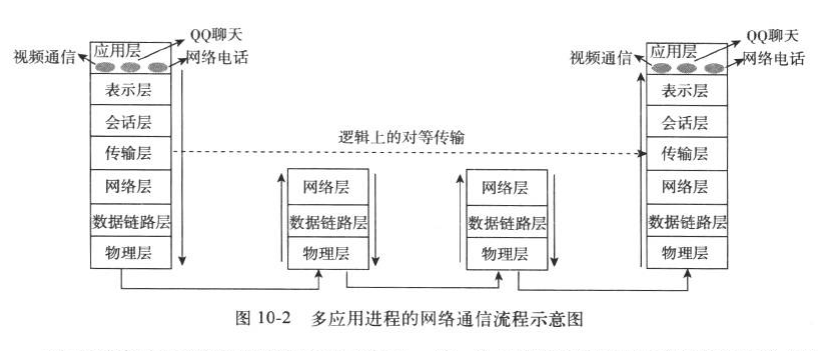 QQ聊天
应用层
视频通信
网络电话
表示层
会话层
传输层
网络层
数据链路层
物理层
逻辑上的对等传输
网络层
数据链路层
物理层
网络层
数据链路层
物理层
QQ聊天
应用层
视频通信
网络电话
表示层
会话层
传输层
网络层
数据链路层
物理层
图 10-2 多应用进程的网络通信流程示意图